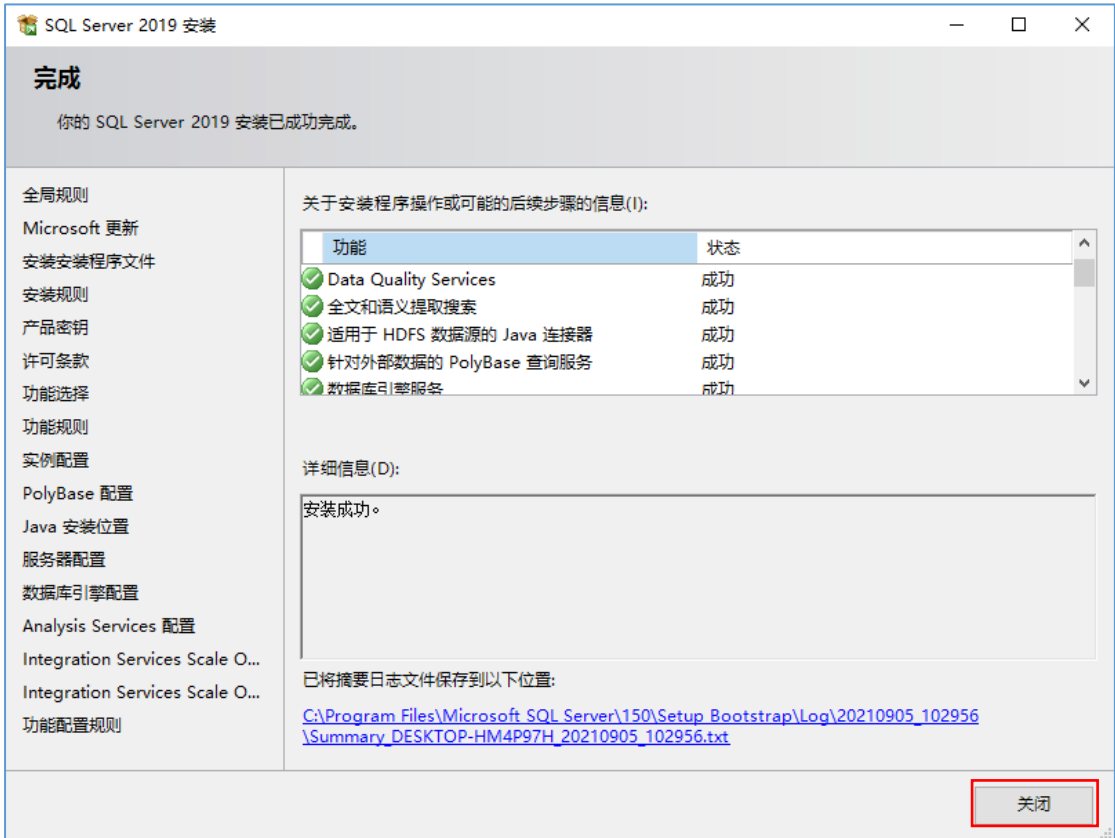 SQL Server 2019 安装
完成
你的 SQL Server 2019 安装已成功完成。
全局规则
Microsoft 更新
安装安装程序文件
安装规则
产品密钥
许可条款
功能选择
功能规则
实例配置
PolyBase 配置
Java 安装位置
服务器配置
数据库引擎配置
Analysis Services 配置
Integration Services Scale O...
Integration Services Scale O...
功能配置规则
关于安装程序操作或可能的后续步骤的信息(I):
功能 状态
Data Quality Services 成功
全文和语义提取搜索 成功
适用于 HDFS 数据源的 Java 连接器 成功
针对外部数据的 PolyBase 查询服务 成功
数据库引擎服务 成功
详细信息(D):
安装成功。
已将摘要日志文件保存到以下位置:
C:\Program Files\Microsoft SQL Server\150\Setup Bootstrap\Log\20210905_102956
\Summary_DESKTOP-HM4P97H_20210905_102956.txt
关闭